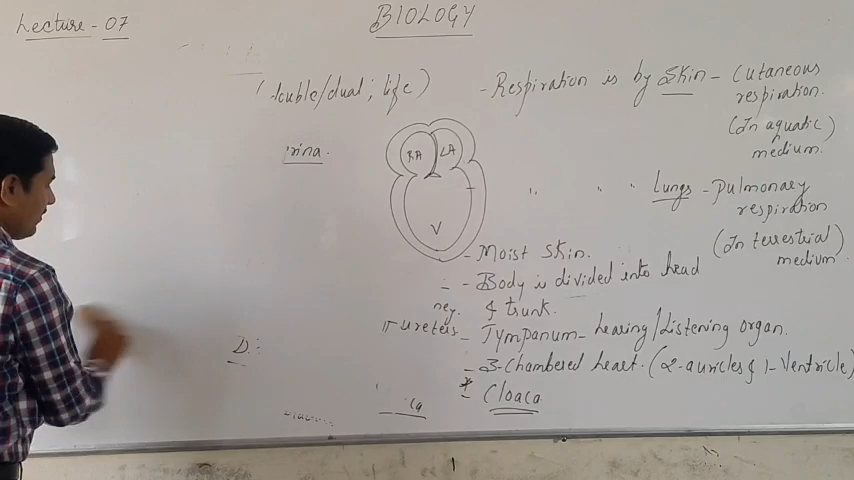 Lecture - 07
BIOLOGY
(Double/dual; life)
- Respiration is by Skin - Cutaneous
respiration.
(In aquatic)
medium.
RA
LA
V
" " " Lungs - Pulmonary
respiration
(In terrestrial)
medium.
- Moist skin.
- Body is divided into head
& trunk.
ureters
- Tympanum - hearing/listening organ.
- 3-chambered heart. (2-auricles & 1-ventricle)
* - Cloaca